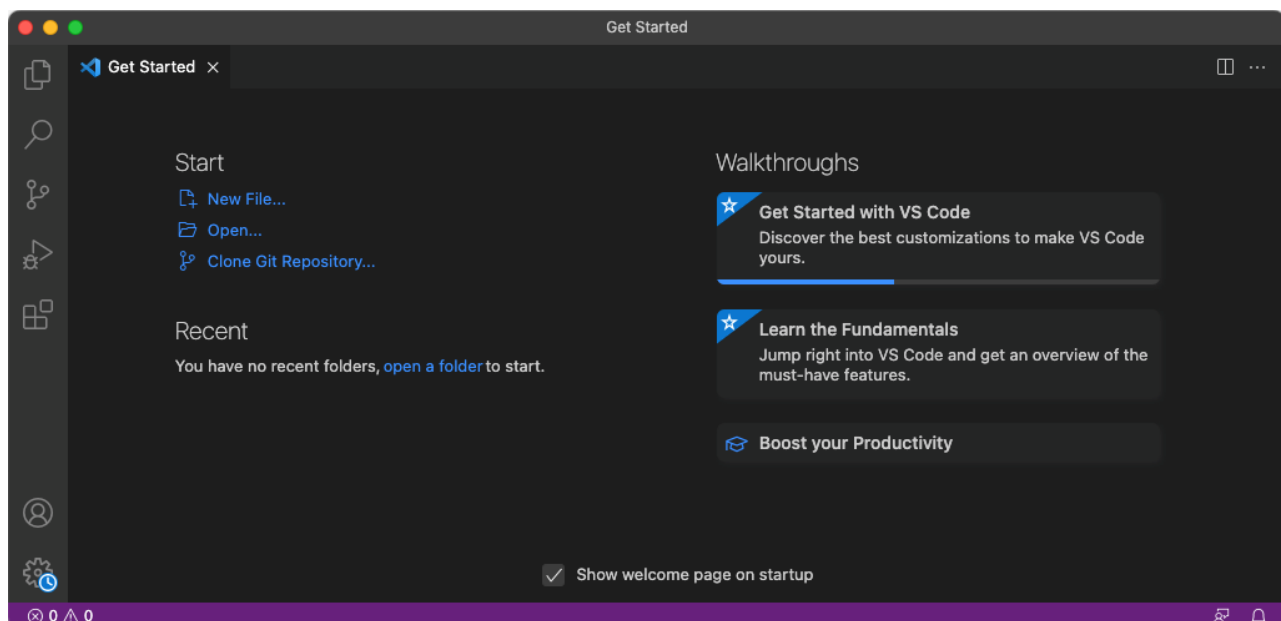 Get Started
Get Started
Start
New File...
Open...
Clone Git Repository...
Recent
You have no recent folders, open a folder to start.
Walkthroughs
Get Started with VS Code
Discover the best customizations to make VS Code
yours.
Learn the Fundamentals
Jump right into VS Code and get an overview of the
must-have features.
Boost your Productivity
Show welcome page on startup
0 0